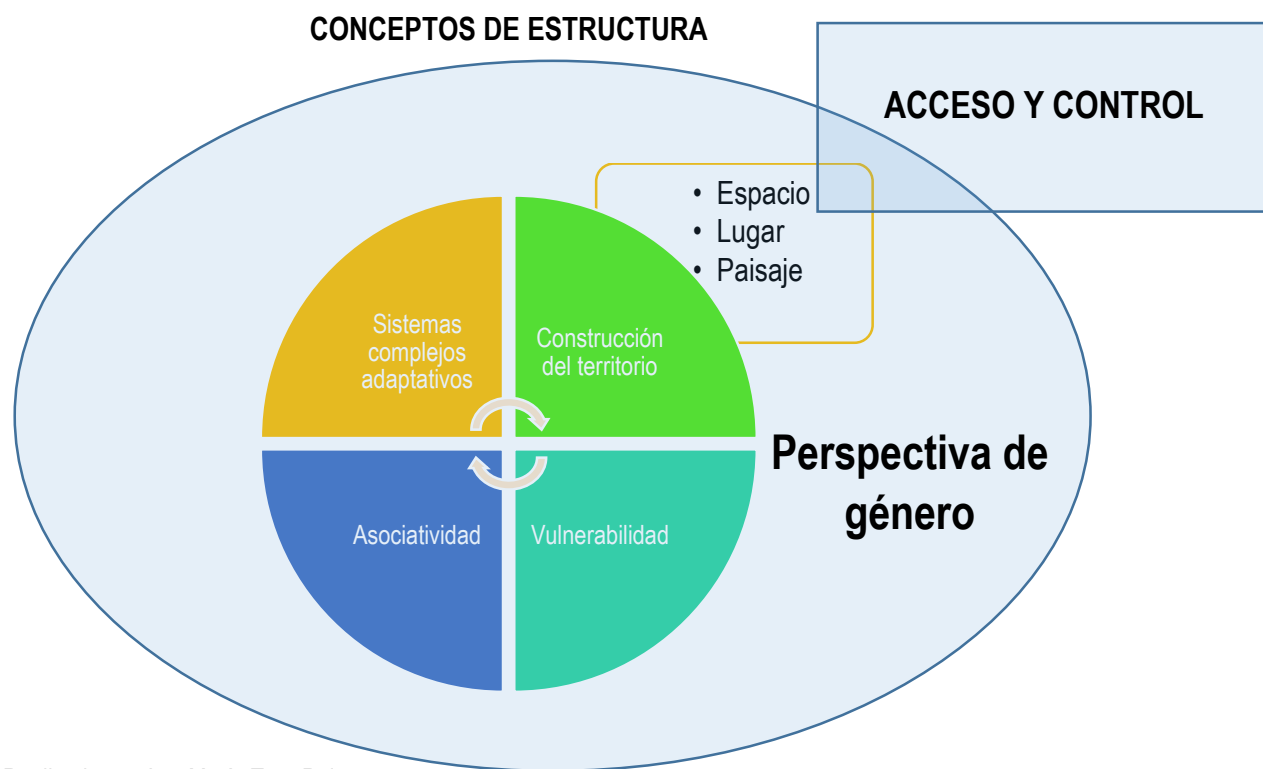 CONCEPTOS DE ESTRUCTURA
ACCESO Y CONTROL
• Espacio
• Lugar
• Paisaje
Sistemas
complejos
adaptativos
Construcción
del territorio
Perspectiva de
género
Asociatividad
Vulnerabilidad